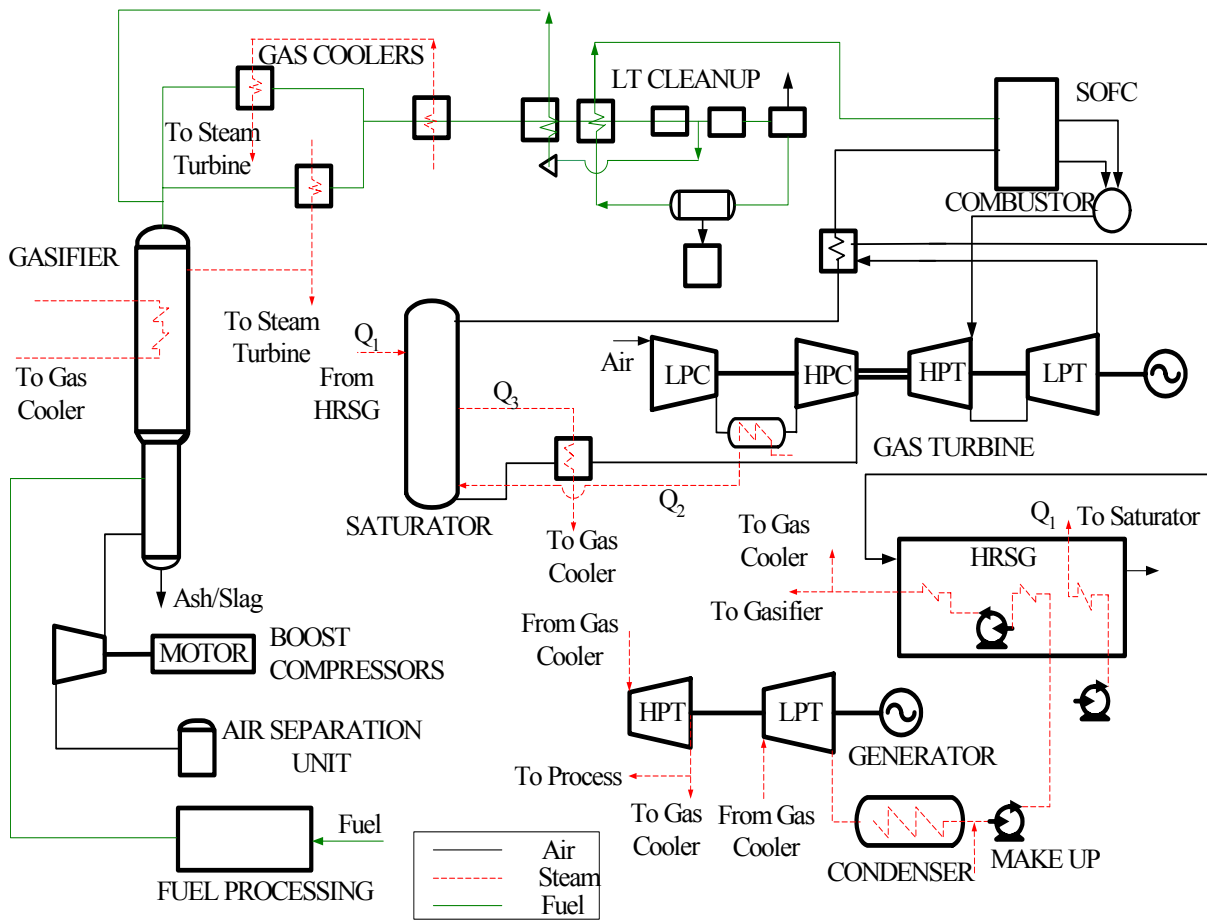 GAS COOLERS
LT CLEANUP
SOFC
To Steam
Turbine
COMBUSTOR
GASIFIER
To Steam
Turbine
To Gas
Cooler
Q1
From
HRSG
Q3
Air
LPC
HPC
HPT
LPT
GAS TURBINE
Q2
SATURATOR
To Gas
Cooler
To Gas
Cooler
Q1
To Saturator
HRSG
To Gasifier
Ash/Slag
From Gas
Cooler
MOTOR
BOOST
COMPRESSORS
HPT
LPT
GENERATOR
AIR SEPARATION
UNIT
To Process
To Gas
Cooler
From Gas
Cooler
CONDENSER
MAKE UP
Fuel
FUEL PROCESSING
Air
Steam
Fuel